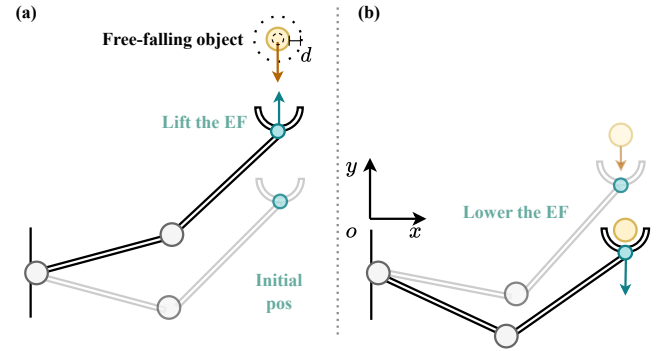 (a)
Free-falling object
d
Lift the EF
Initial
pos
(b)
y
o
x
Lower the EF